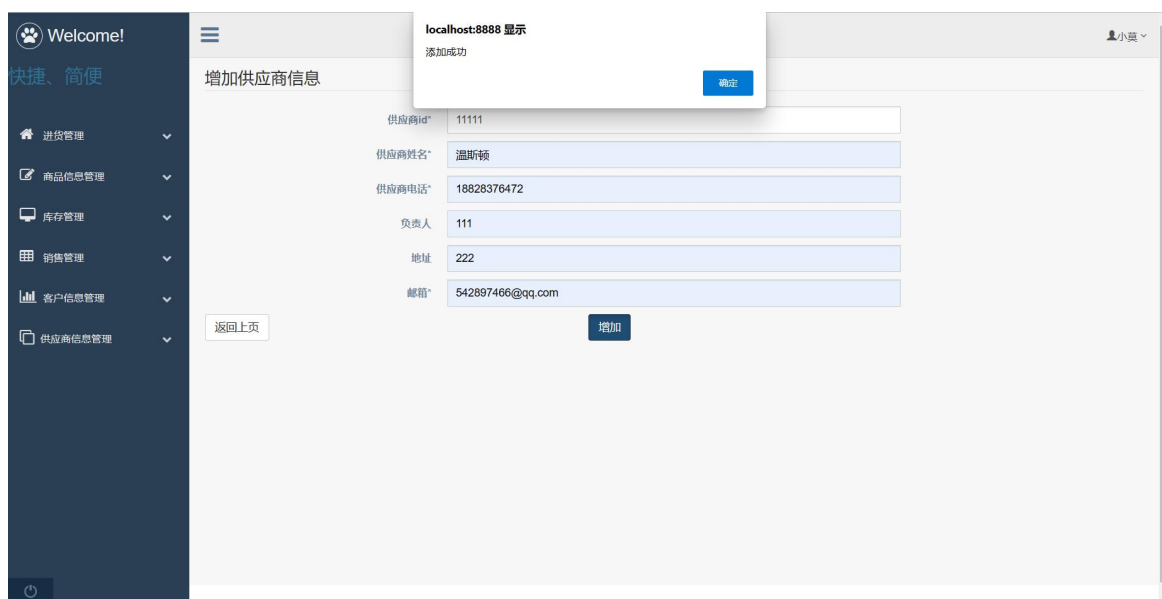 Welcome!
快捷、简便
进货管理
商品信息管理
库存管理
销售管理
客户信息管理
供应商信息管理
localhost:8888 显示
添加成功
确定
小莫
增加供应商信息
供应商id* 11111
供应商姓名* 温斯顿
供应商电话* 18828376472
负责人 111
地址 222
邮箱* 542897466@qq.com
返回上页
增加